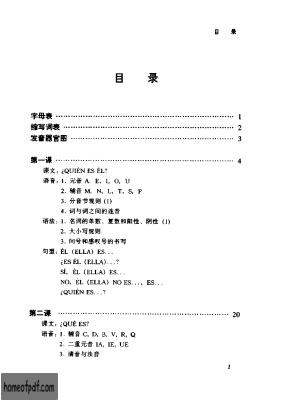 目 录
目 录
字母表 1
缩写词表 2
发音器官图 3
第一课 4
课文: ¿QUIÉN ES ÉL?
语音: 1. 元音 A, E, I, O, U
2. 辅音 M, N, L, T, S, P
3. 分音节规则 (1)
4. 词与词之间的连音
语法: 1. 名词的单数、复数和阳性、阴性 (1)
2. 大小写规则
3. 问号和感叹号的书写
句型: ÉL (ELLA) ES...
¿ES ÉL (ELLA)...?
SÍ, ÉL (ELLA) ES...
NO, ÉL (ELLA) NO ES..., ES...
¿QUIÉN ES...?
第二课 20
课文: ¿QUÉ ES?
语音: 1. 辅音 C, D, B, V, R, Q
2. 二重元音 IA, IE, UE
3. 清音与浊音
1
homeofpdf.com